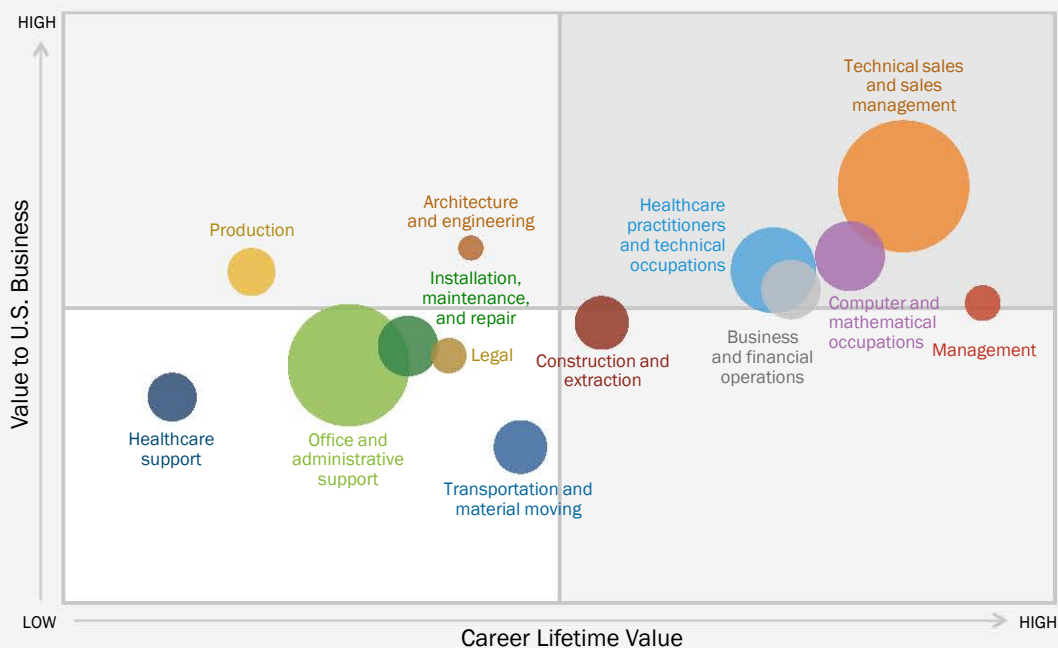 HIGH
Technical sales
and sales
management
Architecture
and engineering
Healthcare
practitioners
and technical
occupations
Production
Installation,
maintenance,
and repair
Value to U.S. Business
Computer and
mathematical
occupations
Business
and financial
operations
Management
Legal
Construction and
extraction
Healthcare
support
Office and
administrative
support
Transportation and
material moving
LOW
HIGH
Career Lifetime Value